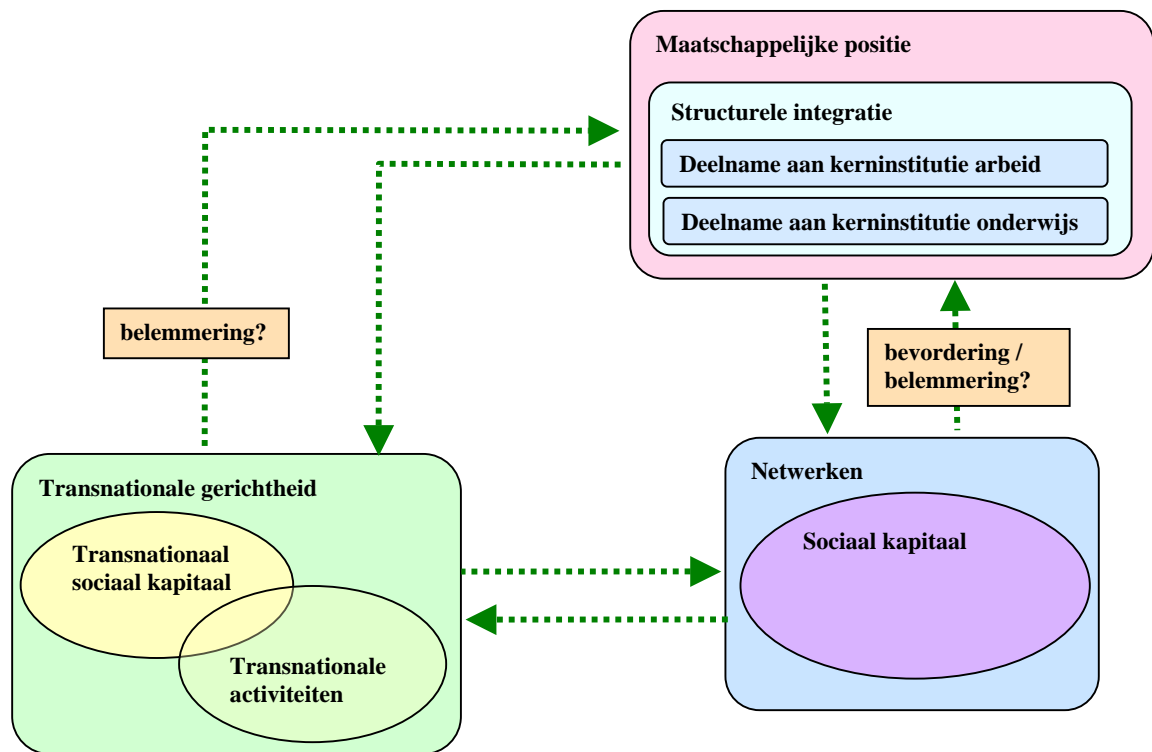 Maatschappelijke positie
Structurele integratie
Deelname aan kerninstitutie arbeid
Deelname aan kerninstitutie onderwijs
belemmering?
bevordering /
belemmering?
Transnationale gerichtheid
Transnationaal
sociaal kapitaal
Transnationale
activiteiten
Netwerken
Sociaal kapitaal